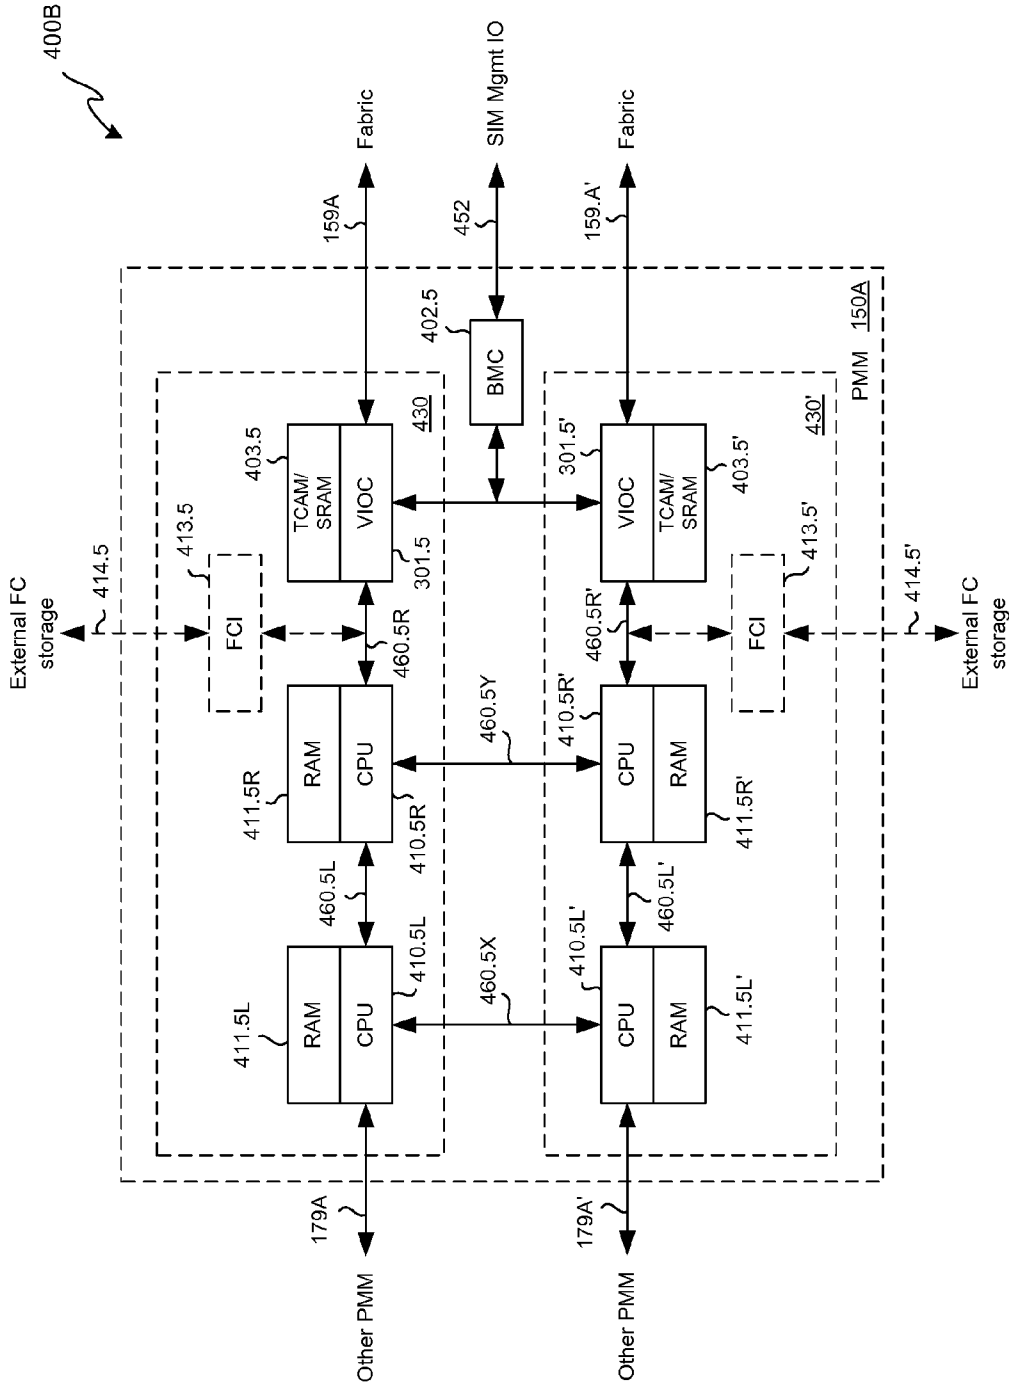 400B
Other PMM
179A
411.5L
RAM
CPU
410.5L
460.5L
411.5R
RAM
CPU
410.5R
460.5R
External FC
storage
414.5
413.5
FCI
403.5
TCAM/
SRAM
VIOC
301.5
430
159A
Fabric
460.5X
460.5Y
402.5
BMC
452
SIM Mgmt IO
Other PMM
179A'
410.5L'
CPU
RAM
411.5L'
460.5L'
410.5R'
CPU
RAM
411.5R'
460.5R'
External FC
storage
414.5'
413.5'
FCI
301.5'
VIOC
TCAM/
SRAM
403.5'
430'
159.A'
Fabric
PMM 150A